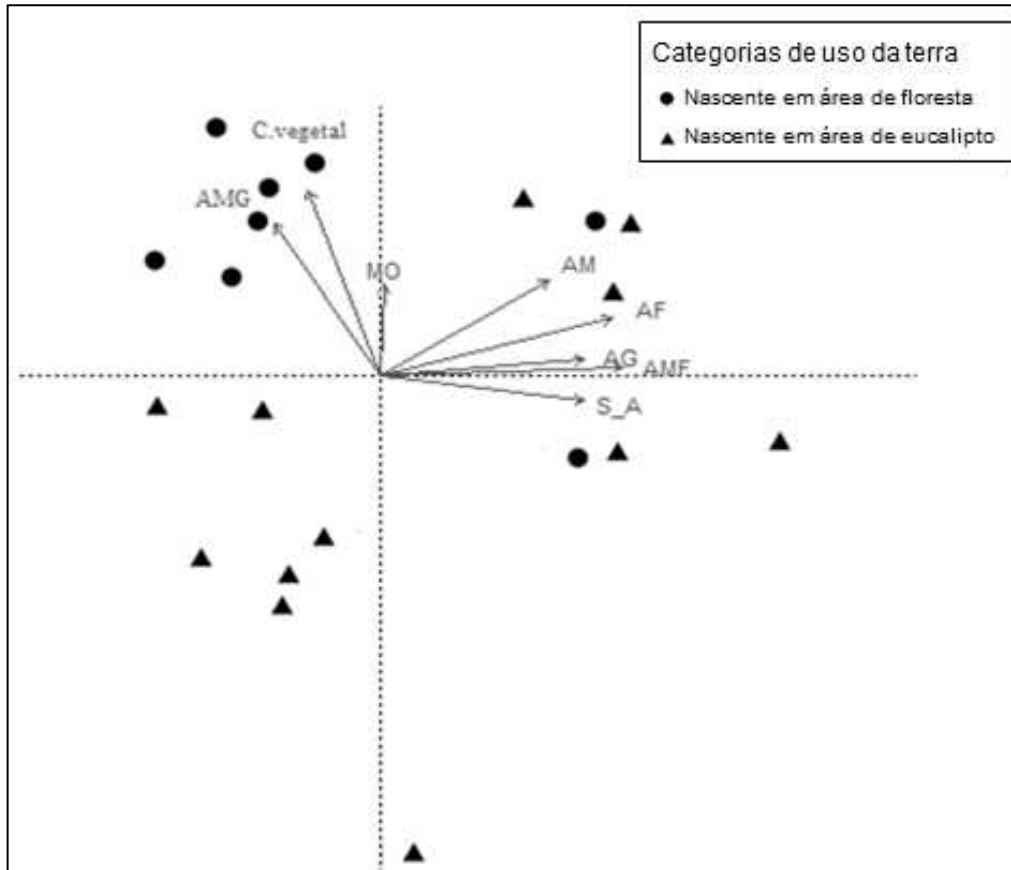 Categorias de uso da terra
Nascente em área de floresta
Nascente em área de eucalipto
C.vegetal
AMG
MO
AM
AF
AG
AMF
S_A